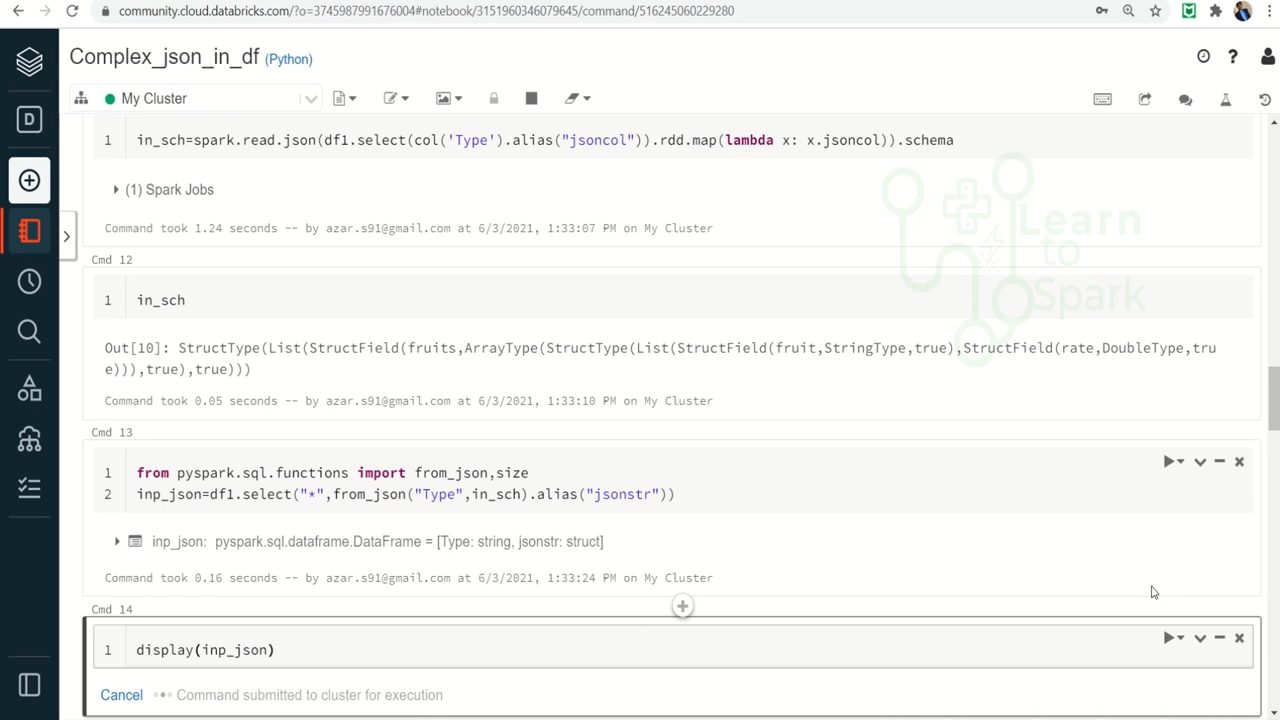 community.cloud.databricks.com/?o=3745987991676004#notebook/3151960346079645/command/516245060229280
Complex_json_in_df (Python)
?
D
My Cluster
1 in_sch=spark.read.json(df1.select(col('Type').alias("jsoncol")).rdd.map(lambda x: x.jsoncol)).schema
(1) Spark Jobs
Learn
to
Spark
Command took 1.24 seconds -- by azar.s91@gmail.com at 6/3/2021, 1:33:07 PM on My Cluster
Cmd 12
1 in_sch
Out[10]: StructType(List(StructField(fruits,ArrayType(StructType(List(StructField(fruit,StringType,true),StructField(rate,DoubleType,tru
e))),true),true)))
Command took 0.05 seconds -- by azar.s91@gmail.com at 6/3/2021, 1:33:10 PM on My Cluster
Cmd 13
1 from pyspark.sql.functions import from_json,size
2 inp_json=df1.select("*",from_json("Type",in_sch).alias("jsonstr"))
inp_json: pyspark.sql.dataframe.DataFrame = [Type: string, jsonstr: struct]
Command took 0.16 seconds -- by azar.s91@gmail.com at 6/3/2021, 1:33:24 PM on My Cluster
Cmd 14
1 display(inp_json)
Cancel Command submitted to cluster for execution